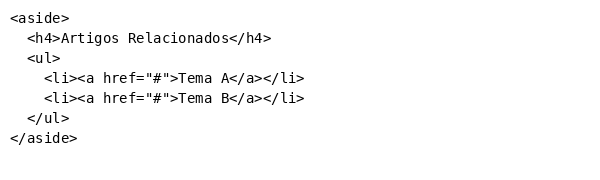 <aside>
  <h4>Artigos Relacionados</h4>
  <ul>
    <li><a href="#">Tema A</a></li>
    <li><a href="#">Tema B</a></li>
  </ul>
</aside>